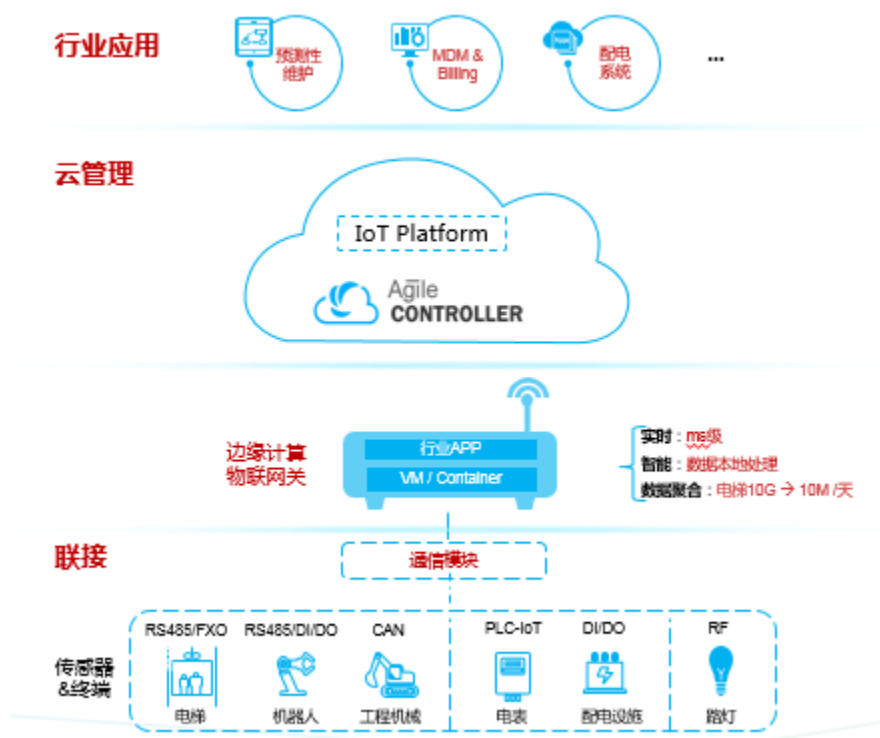 行业应用
预测性
维护
MDM &
Billing
配电
系统
...
云管理
IoT Platform
Agile
CONTROLLER
边缘计算
物联网关
行业APP
VM / Container
实时：ms级
智能：数据本地处理
数据聚合：电梯10G → 10M /天
联接
通信模块
RS485/FXO RS485/DI/DO CAN PLC-IoT DI/DO RF
传感器
&终端
电梯 机器人 工程机械 电表 配电设施 路灯